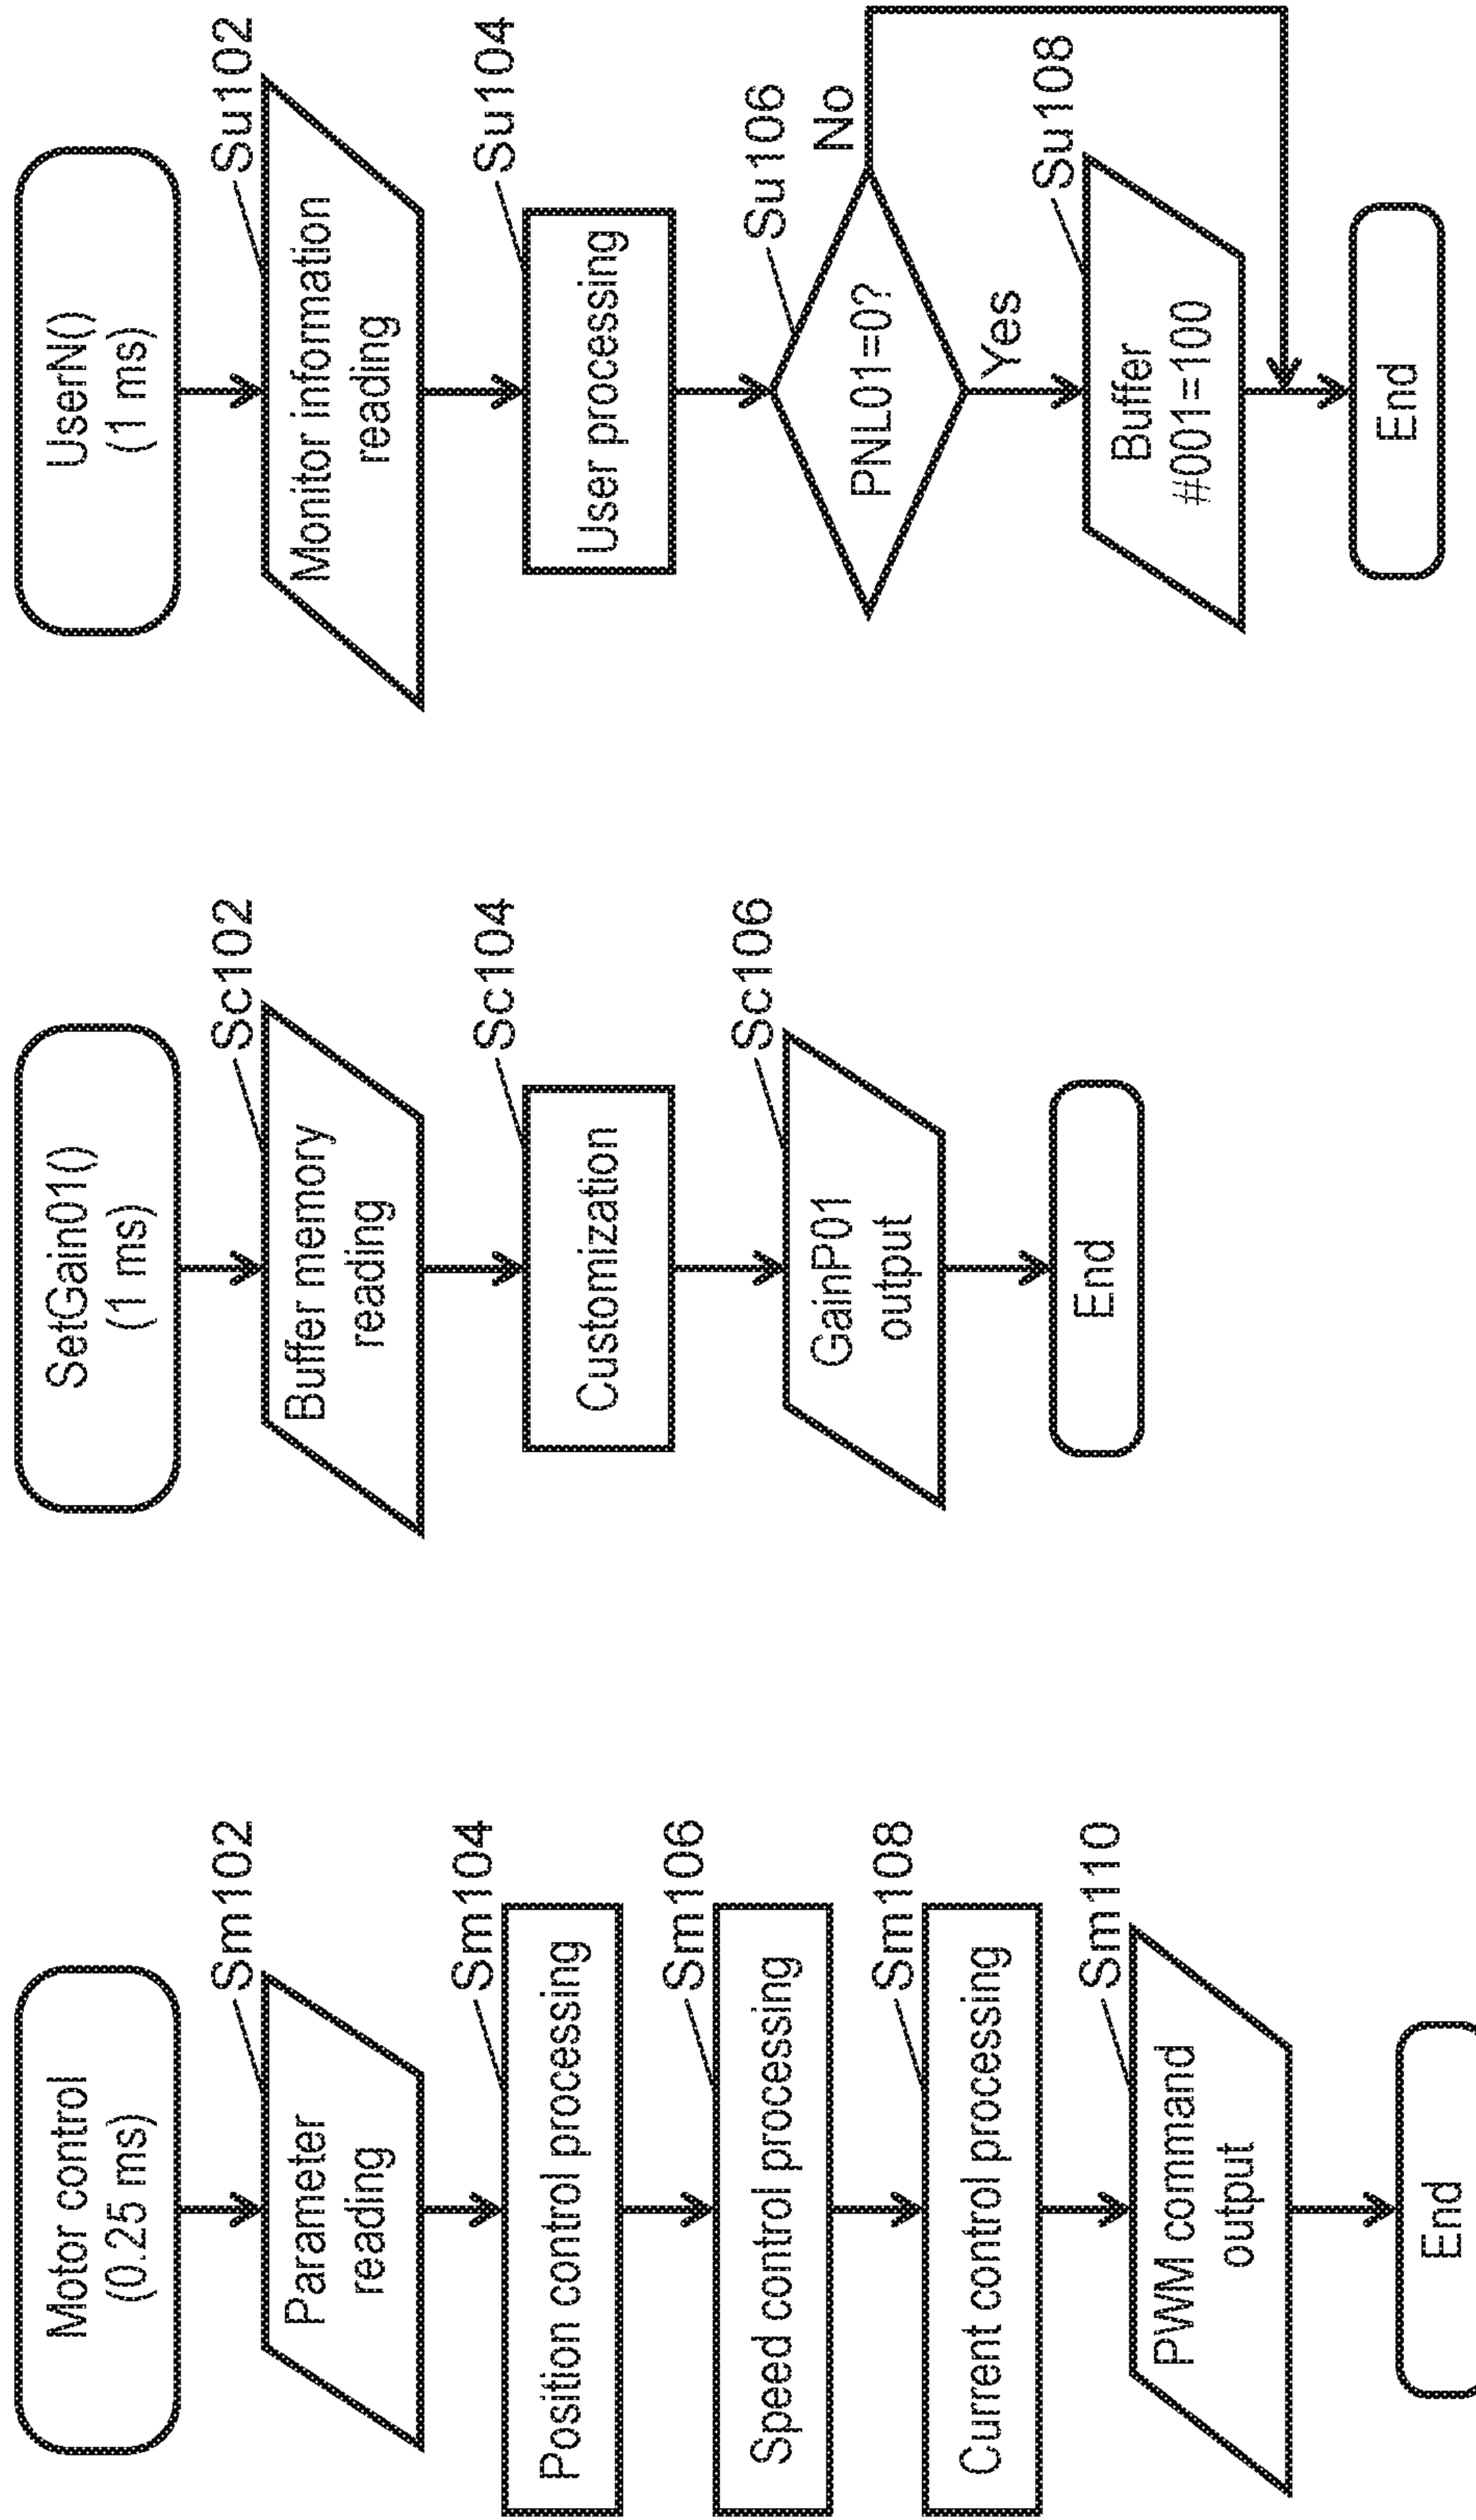 Motor control
(0.25 ms)
Sm102
Parameter
reading
Sm104
Position control processing
Sm106
Speed control processing
Sm108
Current control processing
Sm110
PWM command
output
End
SetGain01()
(1 ms)
Sc102
Buffer memory
reading
Sc104
Customization
Sc106
GainP01
output
End
UserN()
(1 ms)
Su102
Monitor information
reading
Su104
User processing
Su106
PNL01=0?
No
Yes
Su108
Buffer
#001=100
End